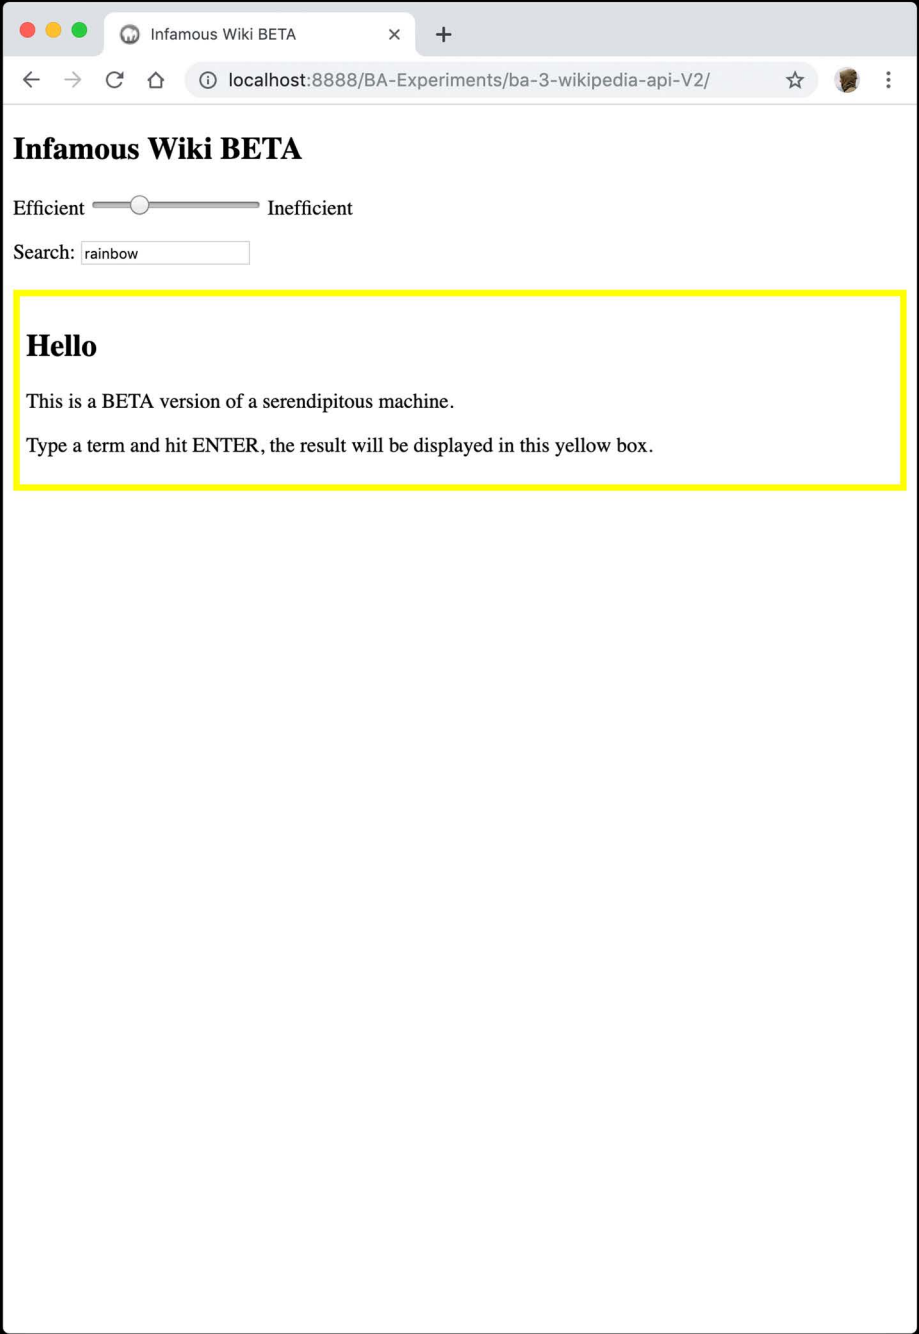 Infamous Wiki BETA
localhost:8888/BA-Experiments/ba-3-wikipedia-api-V2/
Infamous Wiki BETA
Efficient Inefficient
Search: rainbow
Hello
This is a BETA version of a serendipitous machine.
Type a term and hit ENTER, the result will be displayed in this yellow box.